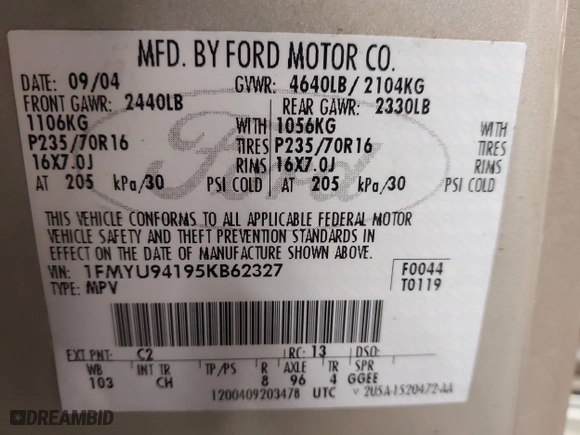 MFD. BY FORD MOTOR CO.
DATE: 09/04 GVWR: 4640LB/ 2104KG
FRONT GAWR: 2440LB REAR GAWR: 2330LB
1106KG WITH 1056KG WITH
P235/70R16 TIRES P235/70R16 TIRES
16X7.0J RIMS 16X7.0J RIMS
AT 205 kPa/30 PSI COLD AT 205 kPa/30 PSI COLD
Ford
THIS VEHICLE CONFORMS TO ALL APPLICABLE FEDERAL MOTOR
VEHICLE SAFETY AND THEFT PREVENTION STANDARDS IN
EFFECT ON THE DATE OF MANUFACTURE SHOWN ABOVE.
VIN: 1FMYU94195KB62327 F0044
TYPE: MPV T0119
EXT PNT: C2 RC: 13 DSO:
WB INT TR TP/PS R AXLE TR SPR
103 CH 8 96 4 GGEE
1200409203478 UTC
2U5A-1520472-AA
DREAMBID